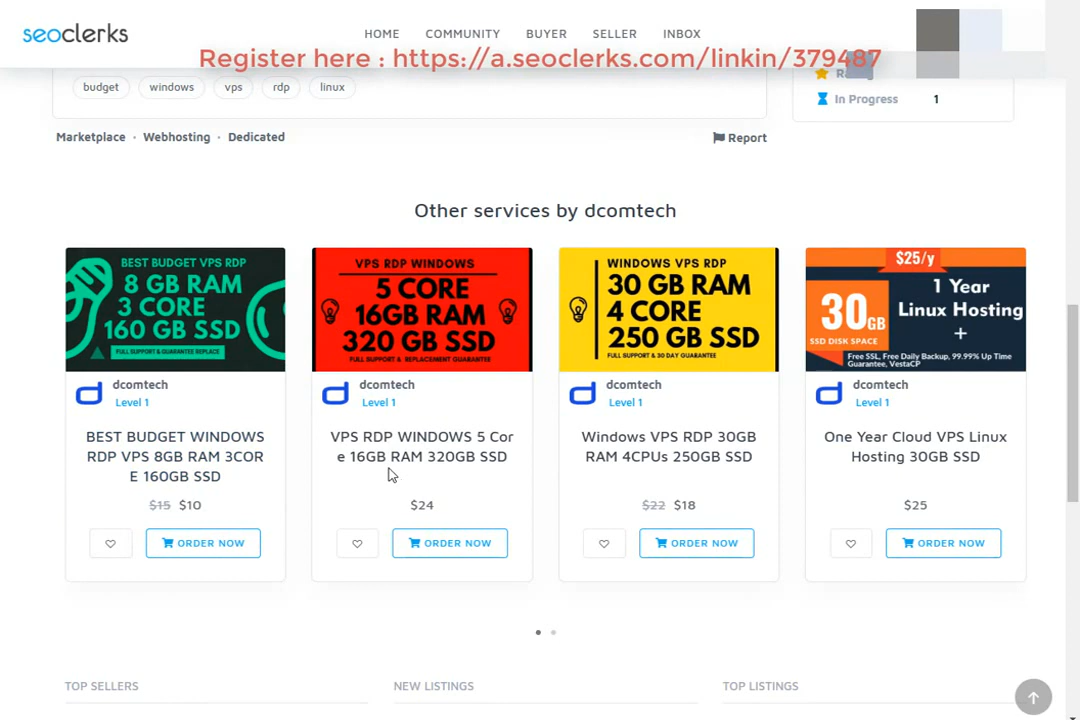 seoclerks
HOME COMMUNITY BUYER SELLER INBOX
Register here : https://a.seoclerks.com/linkin/379487
budget windows vps rdp linux
In Progress 1
Marketplace · Webhosting · Dedicated
Report
Other services by dcomtech
BEST BUDGET VPS RDP
8 GB RAM
3 CORE
160 GB SSD
FULL SUPPORT & GUARANTEE REPLACE
dcomtech
Level 1
BEST BUDGET WINDOWS
RDP VPS 8GB RAM 3COR
E 160GB SSD
$15 $10
ORDER NOW
VPS RDP WINDOWS
5 CORE
16GB RAM
320 GB SSD
FULL SUPPORT & REPLACEMENT GUARANTEE
dcomtech
Level 1
VPS RDP WINDOWS 5 Cor
e 16GB RAM 320GB SSD
$24
ORDER NOW
WINDOWS VPS RDP
30 GB RAM
4 CORE
250 GB SSD
FULL SUPPORT & 30 DAY GUARANTEE
dcomtech
Level 1
Windows VPS RDP 30GB
RAM 4CPUs 250GB SSD
$22 $18
ORDER NOW
$25/y
30GB
SSD DISK SPACE
1 Year
Linux Hosting
+
Free SSL, Free Daily Backup, 99.99% Up Time
Guarantee, VestaCP
dcomtech
Level 1
One Year Cloud VPS Linux
Hosting 30GB SSD
$25
ORDER NOW
TOP SELLERS NEW LISTINGS TOP LISTINGS